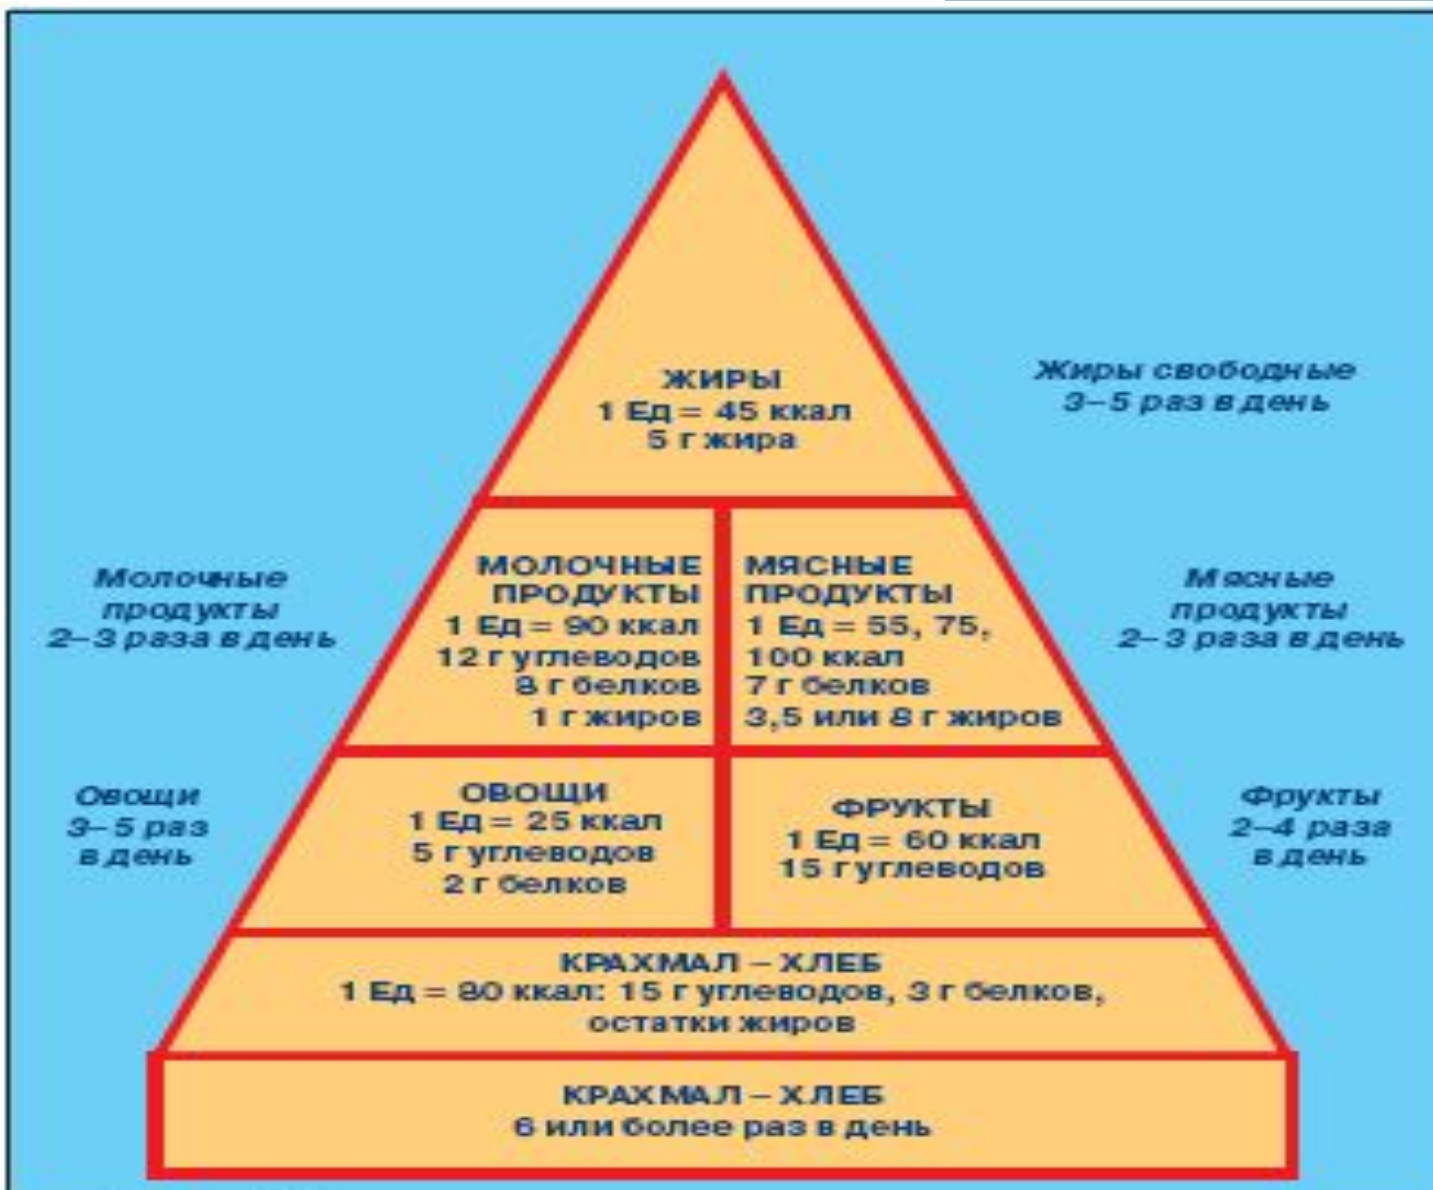 ЖИРЫ
1 Ед = 45 ккал
5 г жира
Жиры свободные
3–5 раз в день
Молочные
продукты
2–3 раза в день
МОЛОЧНЫЕ
ПРОДУКТЫ
1 Ед = 90 ккал
12 г углеводов
8 г белков
1 г жиров
МЯСНЫЕ
ПРОДУКТЫ
1 Ед = 55, 75,
100 ккал
7 г белков
3,5 или 8 г жиров
Мясные
продукты
2–3 раза в день
Овощи
3–5 раз
в день
ОВОЩИ
1 Ед = 25 ккал
5 г углеводов
2 г белков
ФРУКТЫ
1 Ед = 60 ккал
15 г углеводов
Фрукты
2–4 раза
в день
КРАХМАЛ – ХЛЕБ
1 Ед = 80 ккал: 15 г углеводов, 3 г белков,
остатки жиров
КРАХМАЛ – ХЛЕБ
6 или более раз в день